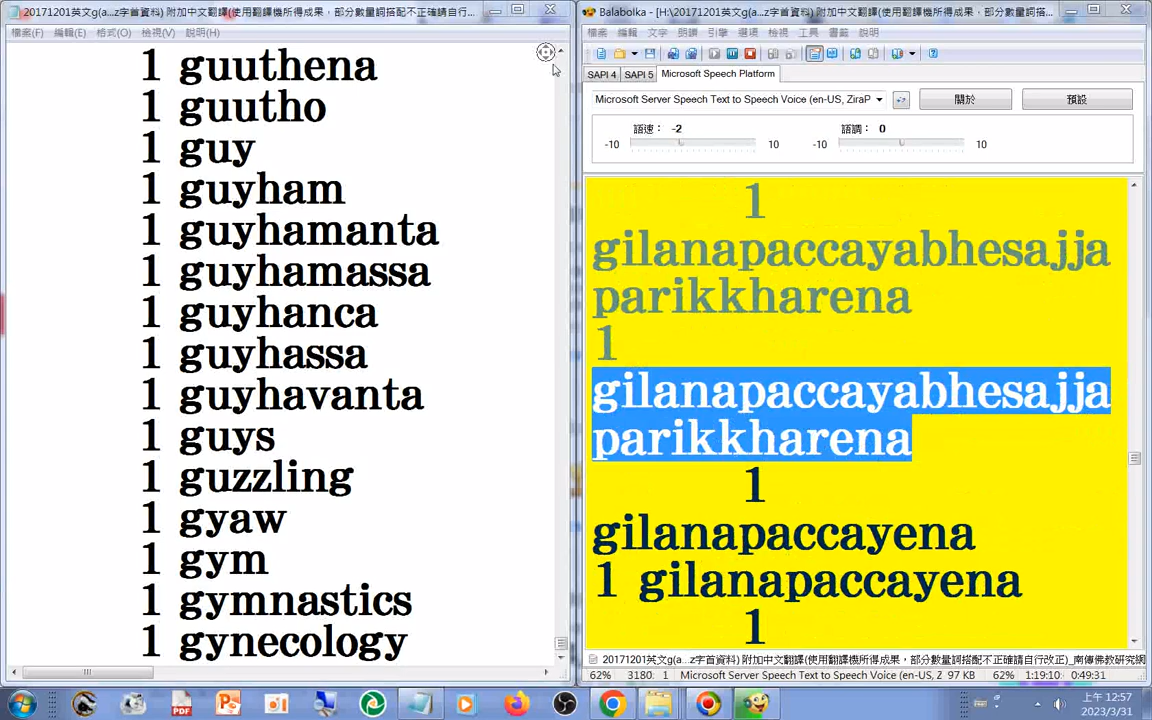 20171201英文g(a...z字首資料) 附加中文翻譯((使用翻譯機所得成果，部分數量詞搭配不正確請自行...
檔案(F) 編輯(E) 格式(O) 檢視(V) 說明(H)
1 guuthena
1 guutho
1 guy
1 guyham
1 guyhamanta
1 guyhamassa
1 guyhanca
1 guyhassa
1 guyhavanta
1 guys
1 guzzling
1 gyaw
1 gym
1 gymnastics
1 gynecology
Balabolka - [H:\20171201英文g(a...z字首資料) 附加中文翻譯(使用翻譯機所得成果，部分數量詞搭配不正確請自...
檔案 編輯 文字 朗讀 引擎 選項 檢視 工具 書籤 說明
SAPI 4 SAPI 5 Microsoft Speech Platform
Microsoft Server Speech Text to Speech Voice (en-US, ZiraP 關於 預設
語速： -2 語調： 0
-10 10 -10 10
1
gilanapaccayabhesajja
parikkharena
1
gilanapaccayabhesajja
parikkharena
1
gilanapaccayena
1 gilanapaccayena
1
20171201英文g(a...z字首資料) 附加中文翻譯(使用翻譯機所得成果，部分數量詞搭配不正確請自行改正)_南傳佛教研究網
62% 3180: 1 Microsoft Server Speech Text to Speech Voice (en-US, Z 97 KB 62% 1:19:10 0:49:31
上午 12:57
2023/3/31